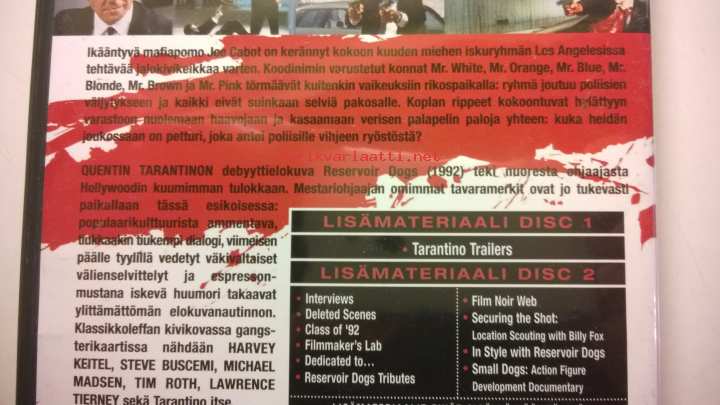 Ikääntyvä mafiapomo Joe Cabot on kerännyt kokoon kuuden miehen iskuryhmän Los Angelesissa
tehtävää jalokivikeikkaa varten. Koodinimin varustetut konnat Mr. White, Mr. Orange, Mr. Blue, Mr.
Blonde, Mr. Brown ja Mr. Pink törmäävät kuitenkin vaikeuksiin rikospaikalla: ryhmä joutuu poliisien
väijytykseen ja kaikki eivät suinkaan selviä pakosalle. Koplan rippeet kokoontuvat hylättyyn
varastoon nuolemaan haavojaan ja kasaamaan verisen palapelin paloja yhteen: kuka heidän
joukossaan on petturi, joka antoi poliisille vihjeen ryöstöstä?
ikvariaatti.net
QUENTIN TARANTINON debyyttielokuva Reservoir Dogs (1992) teki nuoresta ohjaajasta
Hollywoodin kuumimman tulokkaan. Mestariohjaajan omimmat tavaramerkit ovat jo tukevasti
paikallaan tässä esikoisessa:
populaarikulttuurista ammentava,
tiukkaakin tiukempi dialogi, viimeisen
päälle tyylillä vedetyt väkivaltaiset
välienselvittelyt ja espresson-
mustana iskevä huumori takaavat
ylittämättömän elokuvanautinnon.
Klassikkoleffan kivikovassa gangs-
terikaartissa nähdään HARVEY
KEITEL, STEVE BUSCEMI, MICHAEL
MADSEN, TIM ROTH, LAWRENCE
TIERNEY sekä Tarantino itse.
LISÄMATERIAALI DISC 1
• Tarantino Trailers
LISÄMATERIAALI DISC 2
• Interviews
• Deleted Scenes
• Class of '92
• Filmmaker's Lab
• Dedicated to...
• Reservoir Dogs Tributes
• Film Noir Web
• Securing the Shot:
Location Scouting with Billy Fox
• In Style with Reservoir Dogs
• Small Dogs: Action Figure
Development Documentary